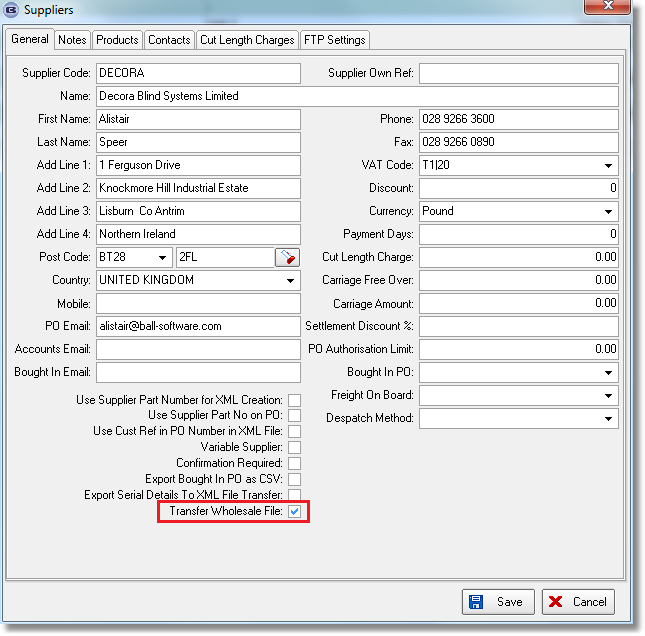 Suppliers
General Notes Products Contacts Cut Length Charges FTP Settings
Supplier Code: DECORA Supplier Own Ref:
Name: Decora Blind Systems Limited
First Name: Alistair Phone: 028 9266 3600
Last Name: Speer Fax: 028 9266 0890
Add Line 1: 1 Ferguson Drive VAT Code: T1|20
Add Line 2: Knockmore Hill Industrial Estate Discount: 0
Add Line 3: Lisburn Co Antrim Currency: Pound
Add Line 4: Northern Ireland Payment Days: 0
Post Code: BT28 2FL Cut Length Charge: 0.00
Country: UNITED KINGDOM Carriage Free Over: 0.00
Mobile: Carriage Amount: 0.00
PO Email: alistair@ball-software.com Settlement Discount %:
Accounts Email: PO Authorisation Limit: 0.00
Bought In Email: Bought In PO:
Freight On Board:
Use Supplier Part Number for XML Creation:
Despatch Method:
Use Supplier Part No on PO:
Use Cust Ref in PO Number in XML File:
Variable Supplier:
Confirmation Required:
Export Bought In PO as CSV:
Export Serial Details To XML File Transfer:
Transfer Wholesale File:
Save Cancel